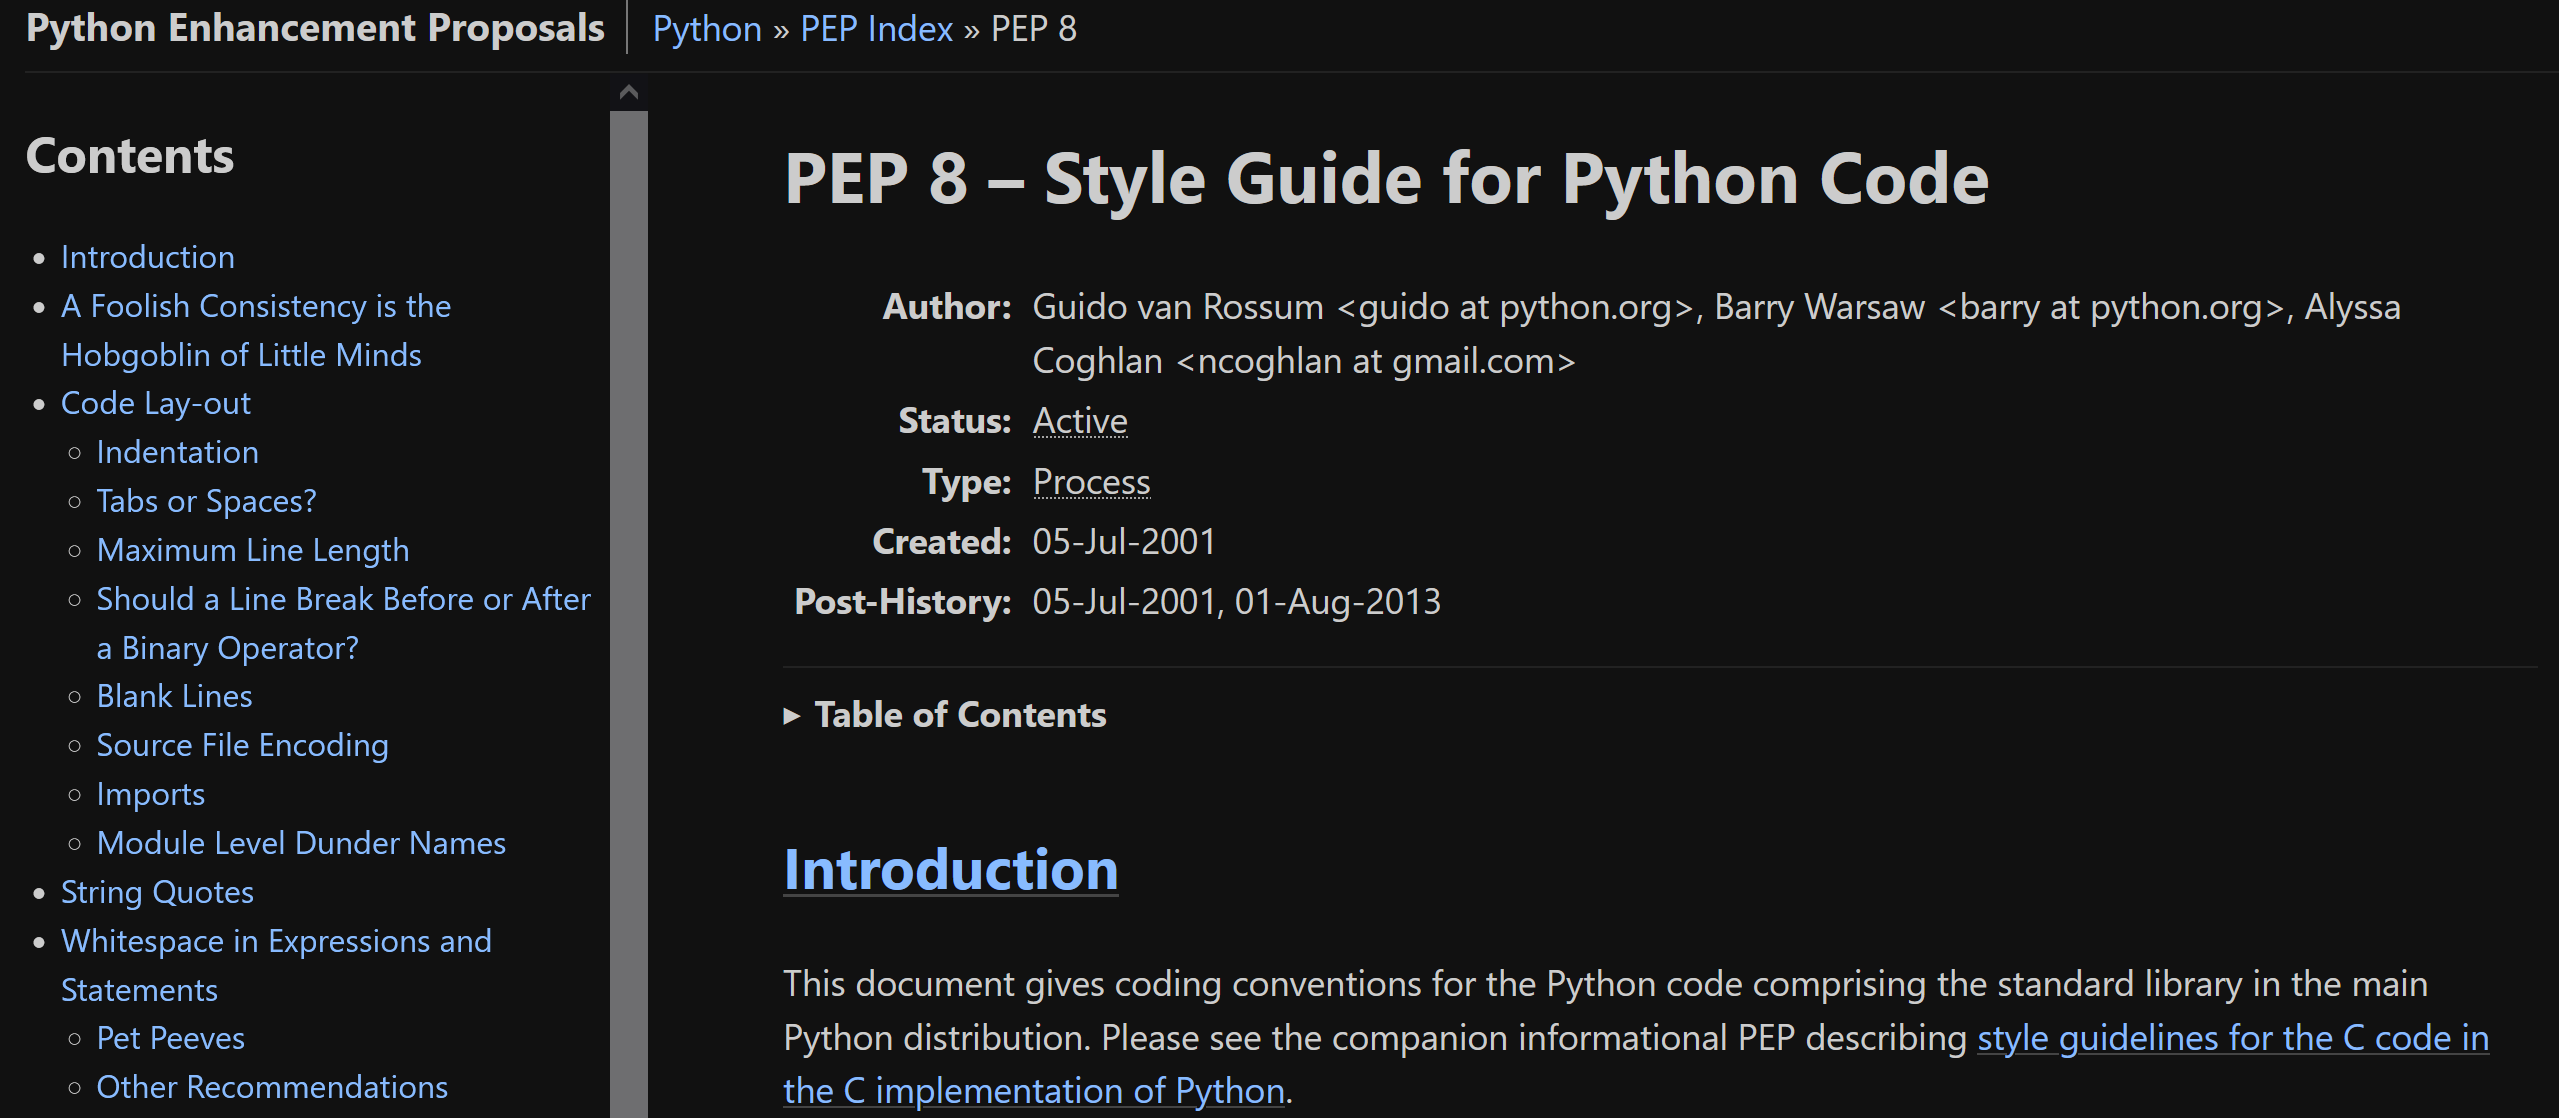 Python Enhancement Proposals
Python » PEP Index » PEP 8
Contents
• Introduction
• A Foolish Consistency is the
Hobgoblin of Little Minds
• Code Lay-out
◦ Indentation
◦ Tabs or Spaces?
◦ Maximum Line Length
◦ Should a Line Break Before or After
a Binary Operator?
◦ Blank Lines
◦ Source File Encoding
◦ Imports
◦ Module Level Dunder Names
• String Quotes
• Whitespace in Expressions and
Statements
◦ Pet Peeves
◦ Other Recommendations
PEP 8 – Style Guide for Python Code
Author: Guido van Rossum <guido at python.org>, Barry Warsaw <barry at python.org>, Alyssa
Coghlan <ncoghlan at gmail.com>
Status: Active
Type: Process
Created: 05-Jul-2001
Post-History: 05-Jul-2001, 01-Aug-2013
▶ Table of Contents
Introduction
This document gives coding conventions for the Python code comprising the standard library in the main
Python distribution. Please see the companion informational PEP describing style guidelines for the C code in
the C implementation of Python.